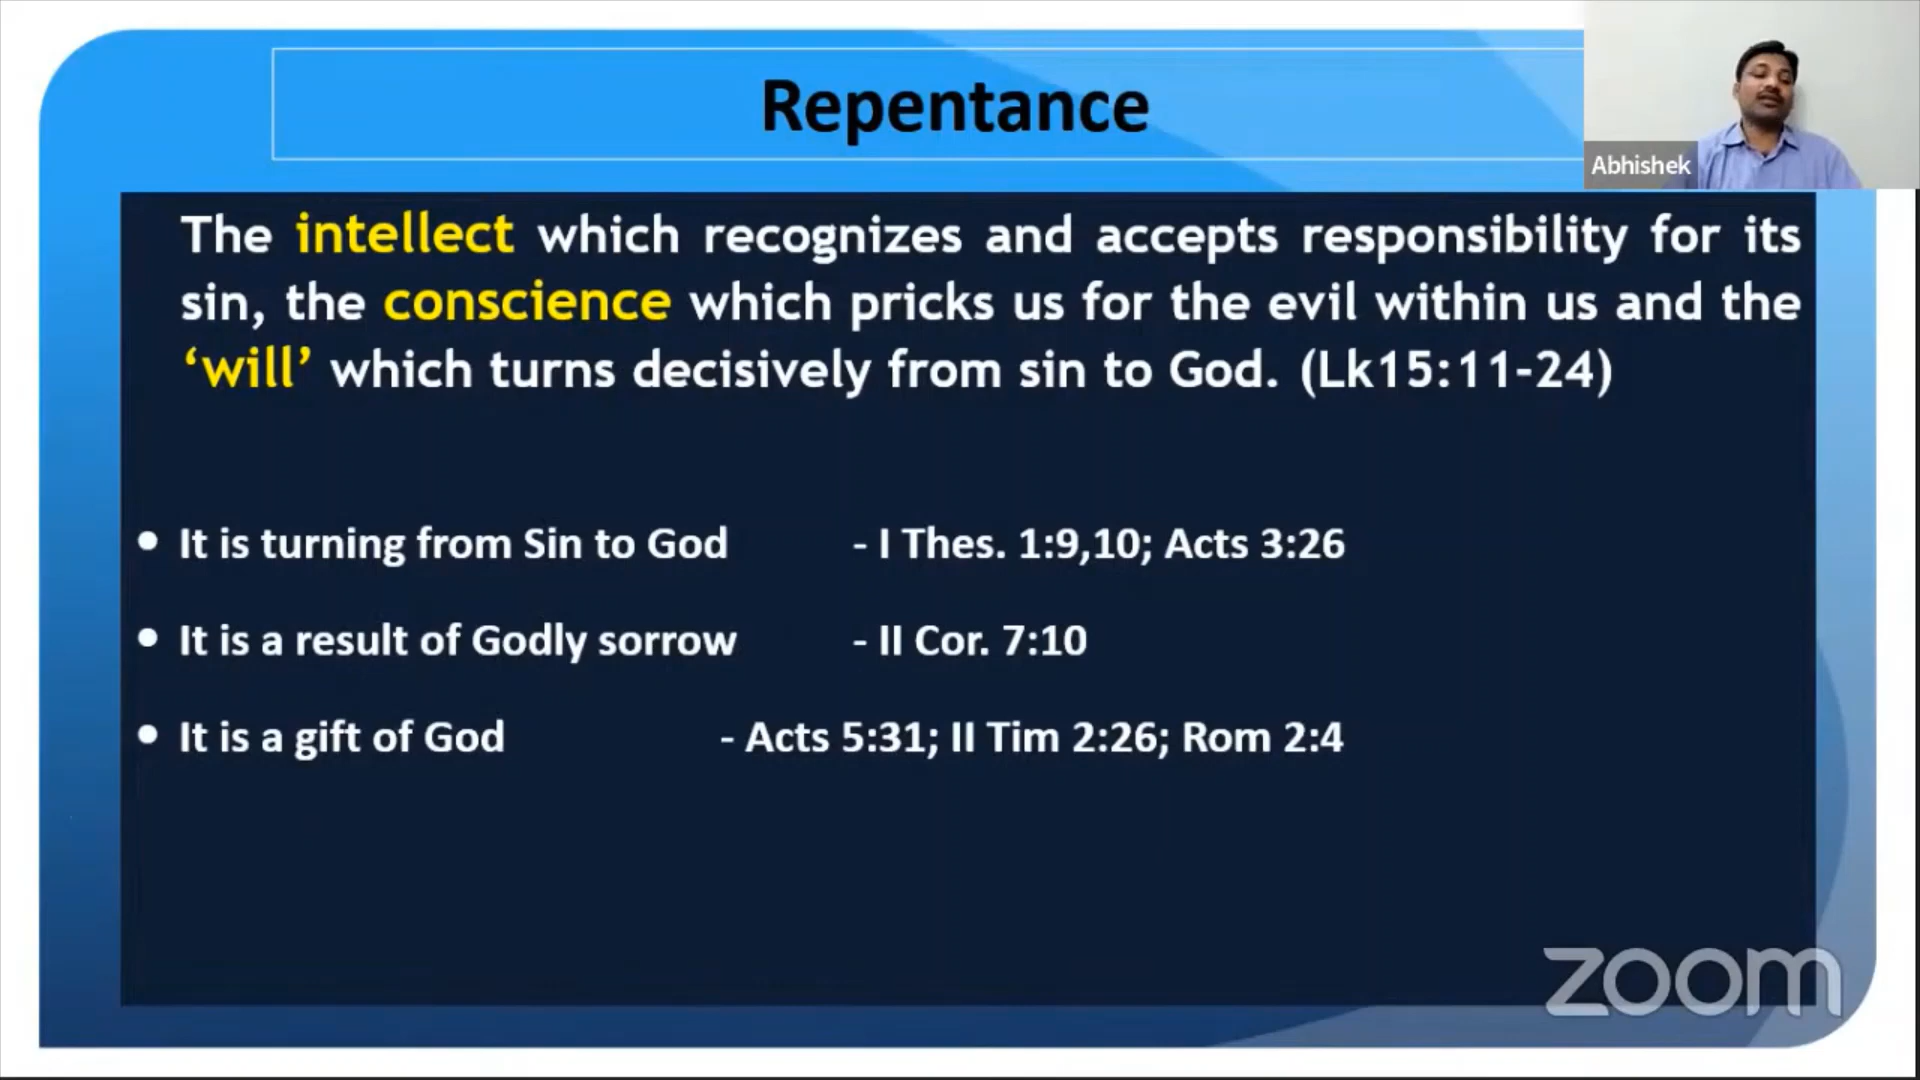 Repentance
Abhishek
The intellect which recognizes and accepts responsibility for its
sin, the conscience which pricks us for the evil within us and the
‘will’ which turns decisively from sin to God. (Lk15:11-24)
• It is turning from Sin to God - I Thes. 1:9,10; Acts 3:26
• It is a result of Godly sorrow - II Cor. 7:10
• It is a gift of God - Acts 5:31; II Tim 2:26; Rom 2:4
zoom